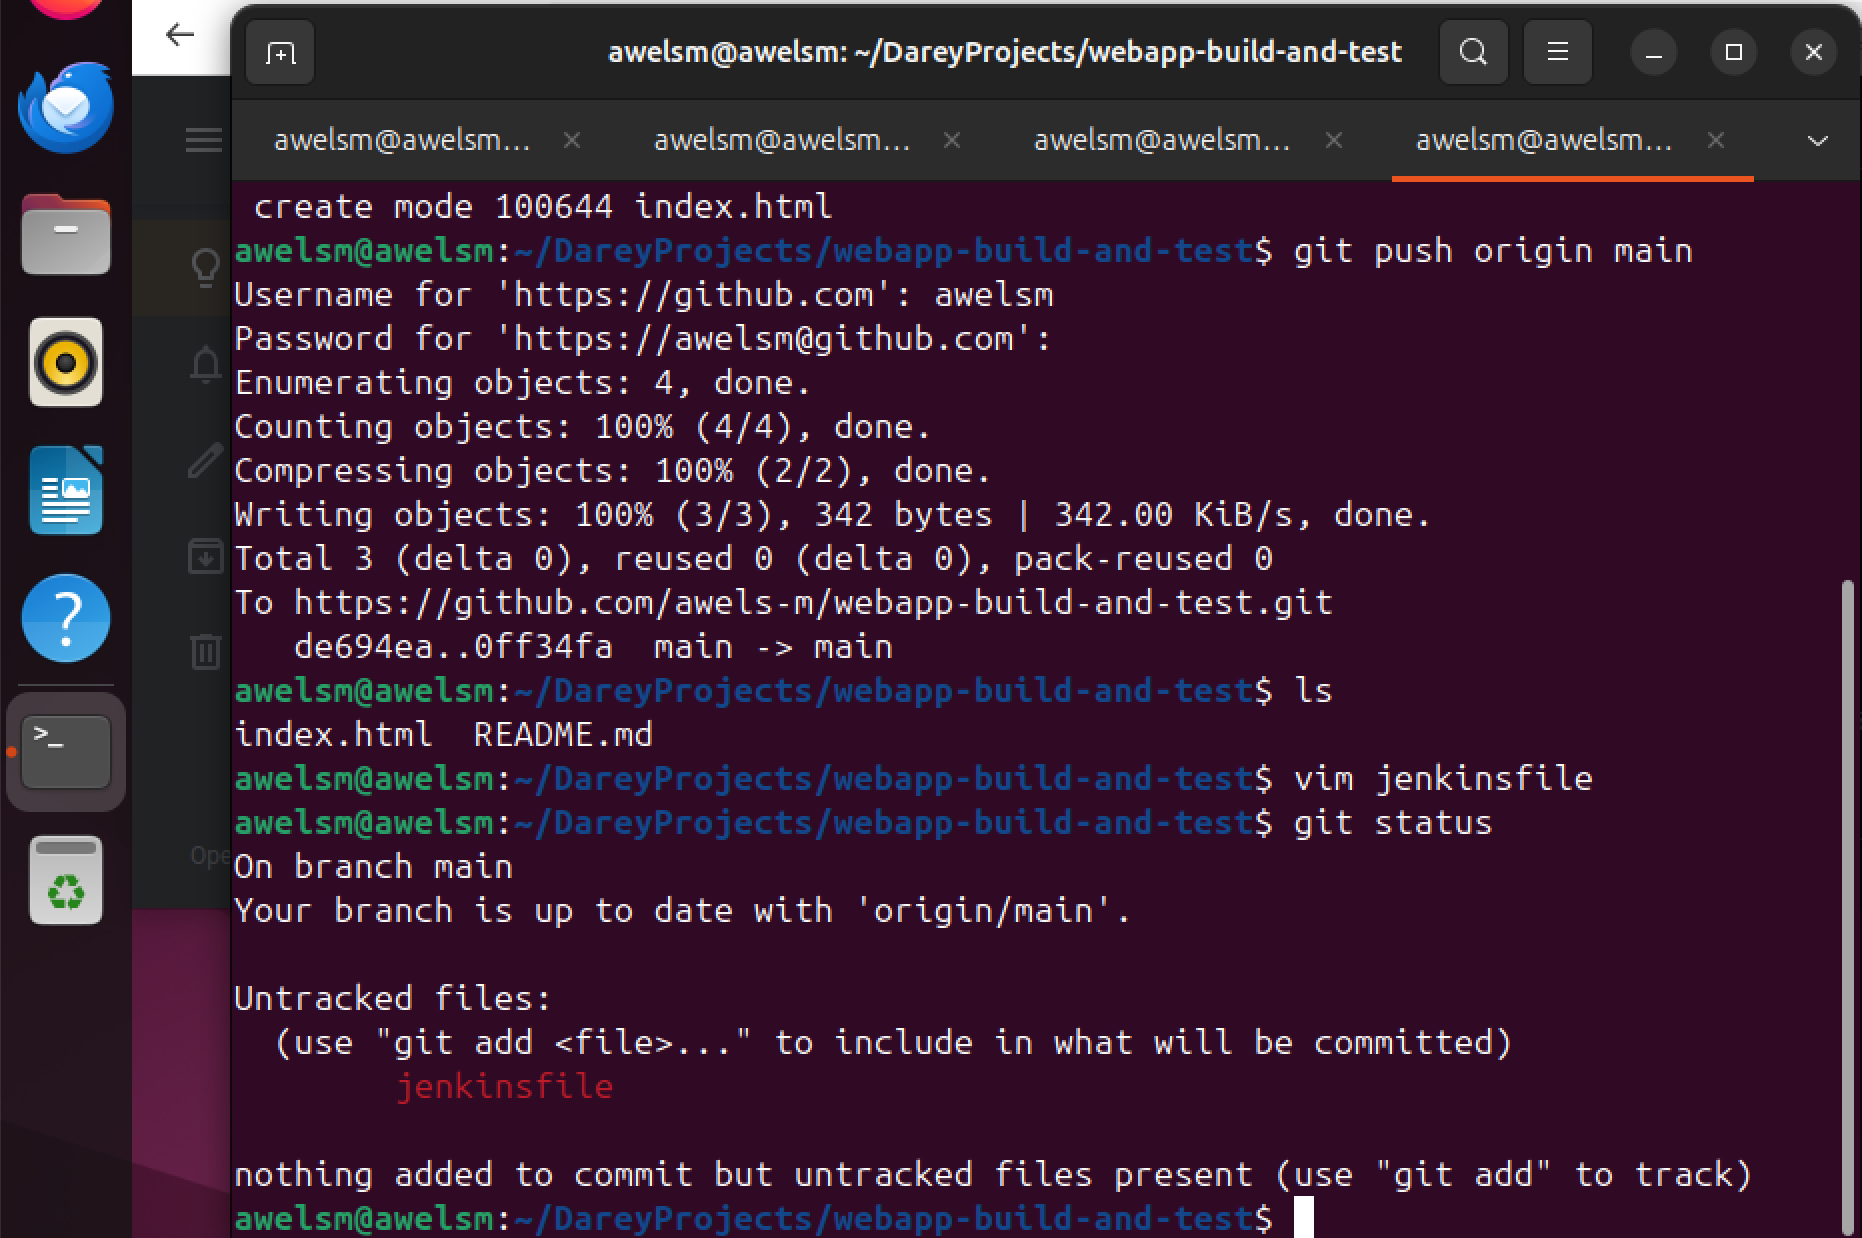 awelsm@awelsm: ~/DareyProjects/webapp-build-and-test
awelsm@awelsm... awelsm@awelsm... awelsm@awelsm... awelsm@awelsm...
create mode 100644 index.html
awelsm@awelsm:~/DareyProjects/webapp-build-and-test$ git push origin main
Username for 'https://github.com': awelsm
Password for 'https://awelsm@github.com':
Enumerating objects: 4, done.
Counting objects: 100% (4/4), done.
Compressing objects: 100% (2/2), done.
Writing objects: 100% (3/3), 342 bytes | 342.00 KiB/s, done.
Total 3 (delta 0), reused 0 (delta 0), pack-reused 0
To https://github.com/awels-m/webapp-build-and-test.git
de694ea..0ff34fa  main -> main
awelsm@awelsm:~/DareyProjects/webapp-build-and-test$ ls
index.html  README.md
awelsm@awelsm:~/DareyProjects/webapp-build-and-test$ vim jenkinsfile
awelsm@awelsm:~/DareyProjects/webapp-build-and-test$ git status
On branch main
Your branch is up to date with 'origin/main'.
Untracked files:
(use "git add <file>..." to include in what will be committed)
jenkinsfile
nothing added to commit but untracked files present (use "git add" to track)
awelsm@awelsm:~/DareyProjects/webapp-build-and-test$
Ope